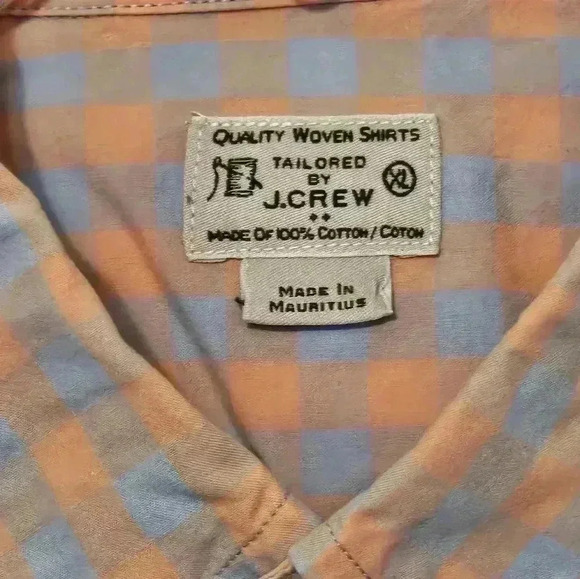 QUALITY WOVEN SHIRTS
TAILORED
BY
XL
J.CREW
MADE OF 100% COTTON / COTON
MADE IN
MAURITIUS